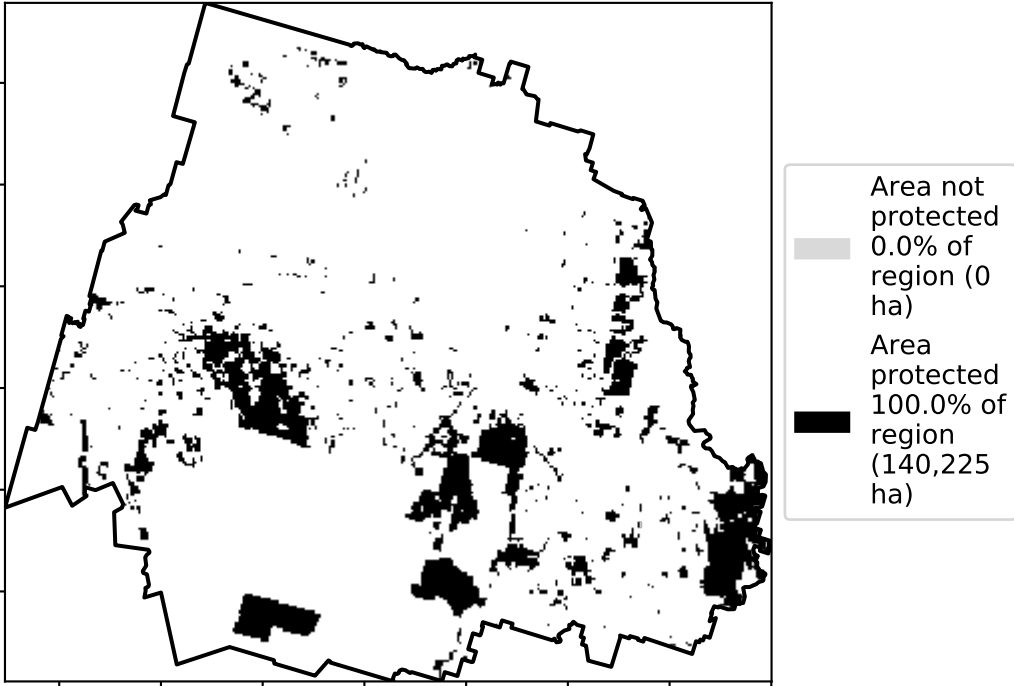 Area not
protected
0.0% of
region (0
ha)
Area
protected
100.0% of
region
(140,225
ha)